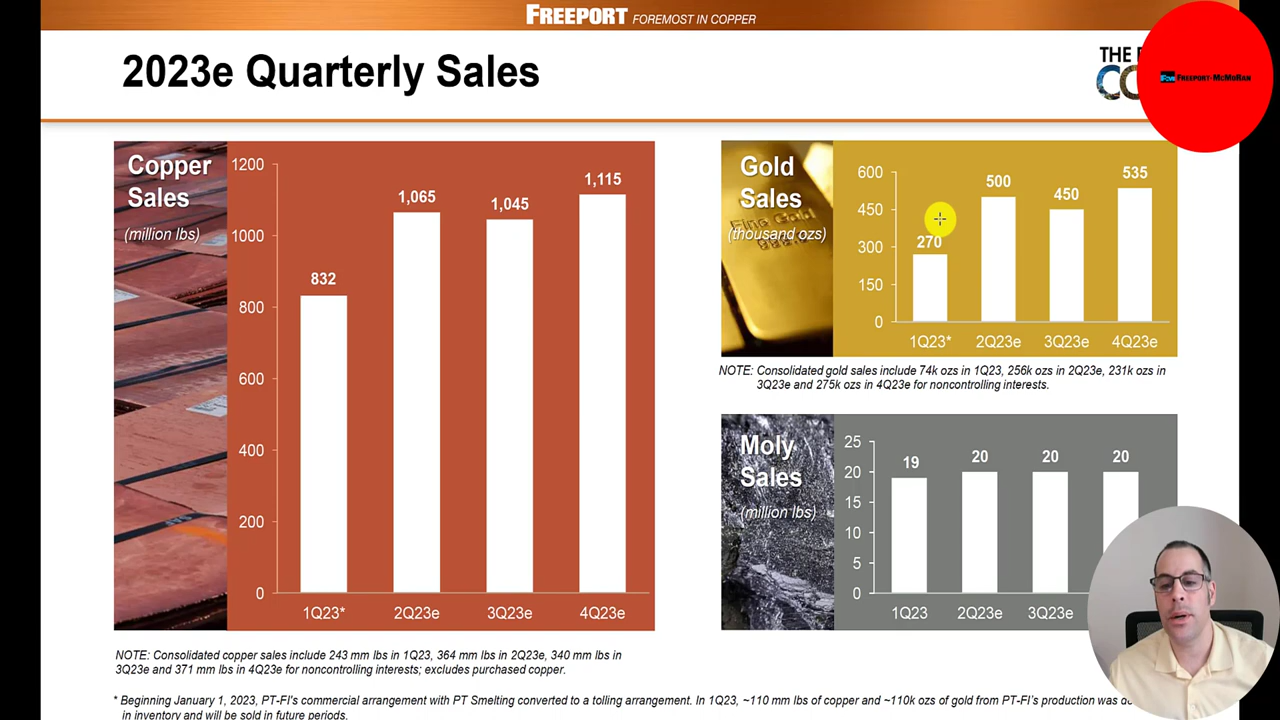 FREEPORT FOREMOST IN COPPER
2023e Quarterly Sales
THE
FCX FREEPORT-MCMORAN
Copper
Sales
(million lbs)
1200
1000
800
600
400
200
0
832
1,065
1,045
1,115
1Q23*
2Q23e
3Q23e
4Q23e
NOTE: Consolidated copper sales include 243 mm lbs in 1Q23, 364 mm lbs in 2Q23e, 340 mm lbs in
3Q23e and 371 mm lbs in 4Q23e for noncontrolling interests; excludes purchased copper.
Gold
Sales
(thousand ozs)
Fine Gold
600
450
300
150
0
270
500
450
535
1Q23*
2Q23e
3Q23e
4Q23e
NOTE: Consolidated gold sales include 74k ozs in 1Q23, 256k ozs in 2Q23e, 231k ozs in
3Q23e and 275k ozs in 4Q23e for noncontrolling interests.
Moly
Sales
(million lbs)
25
20
15
10
5
0
19
20
20
20
1Q23
2Q23e
3Q23e
* Beginning January 1, 2023, PT-FI's commercial arrangement with PT Smelting converted to a tolling arrangement. In 1Q23, ~110 mm lbs of copper and ~110k ozs of gold from PT-FI's production was
in inventory and will be sold in future periods.